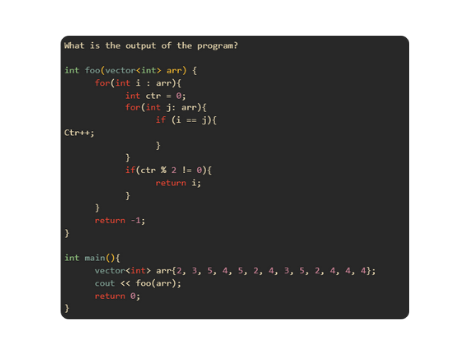 What is the output of the program?
int foo(vector<int> arr) {
for(int i : arr){
int ctr = 0;
for(int j: arr){
if (i == j){
Ctr++;
}
}
if(ctr % 2 != 0){
return i;
}
}
return -1;
}
int main(){
vector<int> arr{2, 3, 5, 4, 5, 2, 4, 3, 5, 2, 4, 4, 4};
cout << foo(arr);
return 0;
}